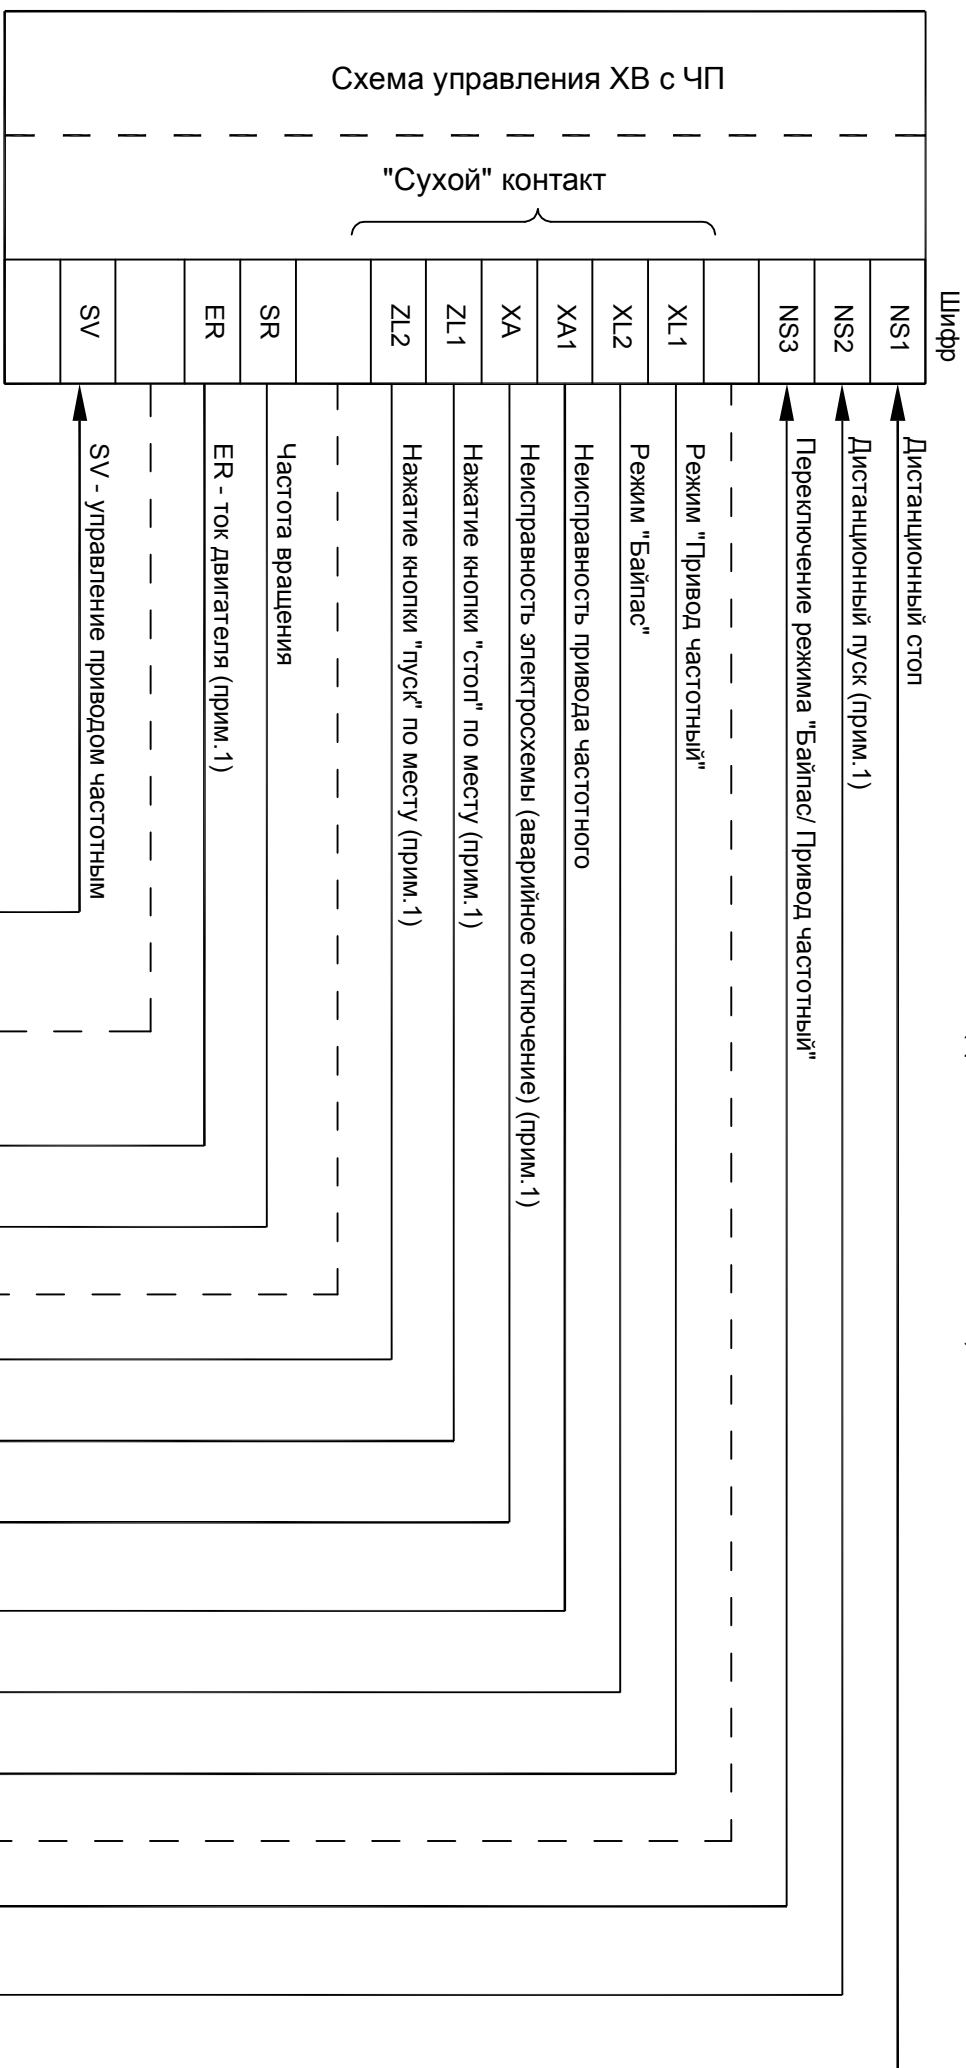 Схема управления ХВ с ЧП
"Сухой" контакт
Шифр
NS1
NS2
NS3
XL1
XL2
XA1
XA
ZL1
ZL2
SR
ER
SV
Дистанционный стоп
Дистанционный пуск (прим.1)
Переключение режима "Байпас/ Привод частотный"
Режим "Привод частотный"
Режим "Байпас"
Неисправность привода частотного
Неисправность электросхемы (аварийное отключение) (прим.1)
Нажатие кнопки "стоп" по месту (прим.1)
Нажатие кнопки "пуск" по месту (прим.1)
Частота вращения
ER - ток двигателя (прим.1)
SV - управление приводом частотным